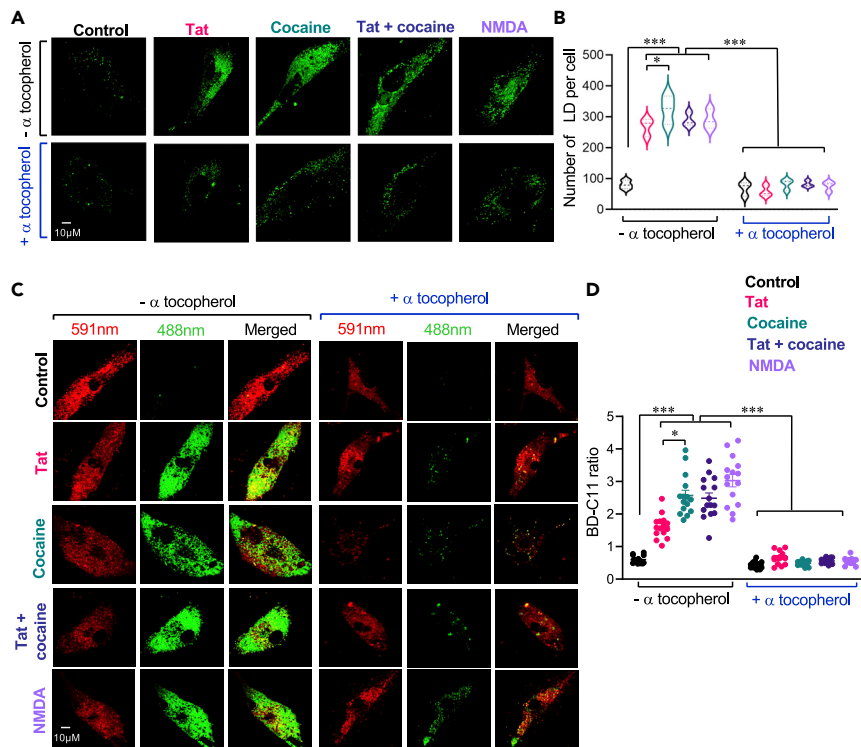 A
Control
Tat
Cocaine
Tat + cocaine
NMDA
- α tocopherol
+ α tocopherol
10μM
B
Number of LD per cell
500
400
300
200
100
0
***
*
***
- α tocopherol
+ α tocopherol
C
- α tocopherol
+ α tocopherol
591nm
488nm
Merged
591nm
488nm
Merged
Control
Tat
Cocaine
Tat +
cocaine
NMDA
10μM
Control
D
Tat
Cocaine
Tat + cocaine
NMDA
BD-C11 ratio
5
4
3
2
1
0
***
*
***
- α tocopherol
+ α tocopherol